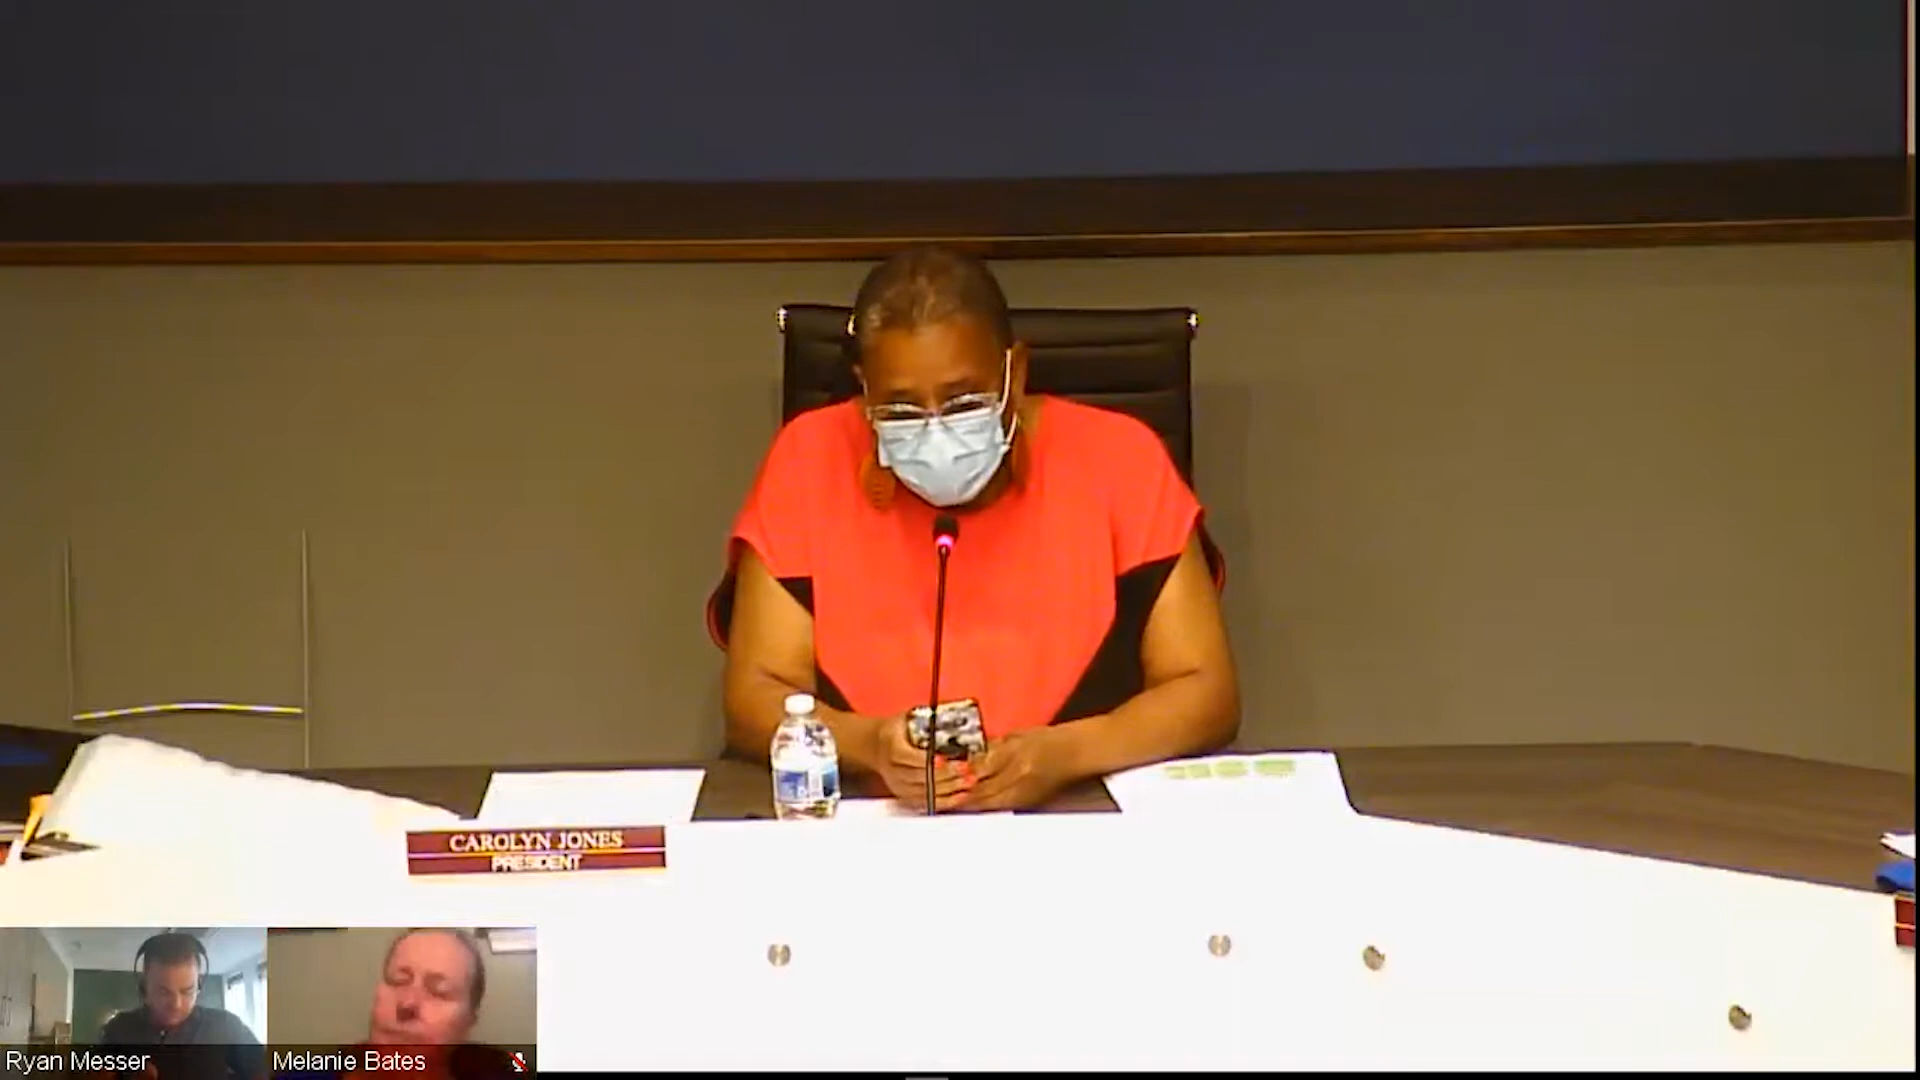 CAROLYN JONES
PRESIDENT
Ryan Messer
Melanie Bates